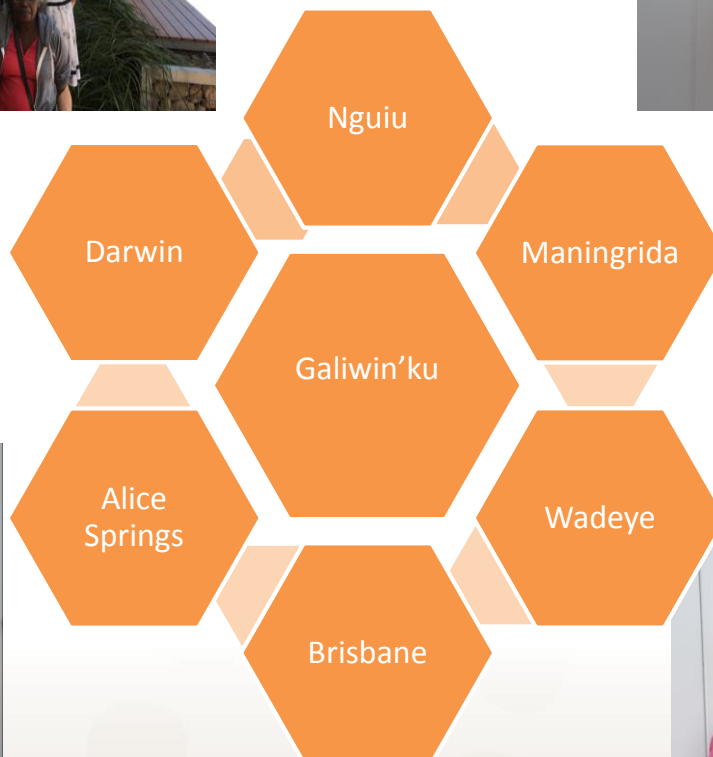 Nguiu
Darwin
Maningrida
Galiwin’ku
Alice
Springs
Wadeye
Brisbane